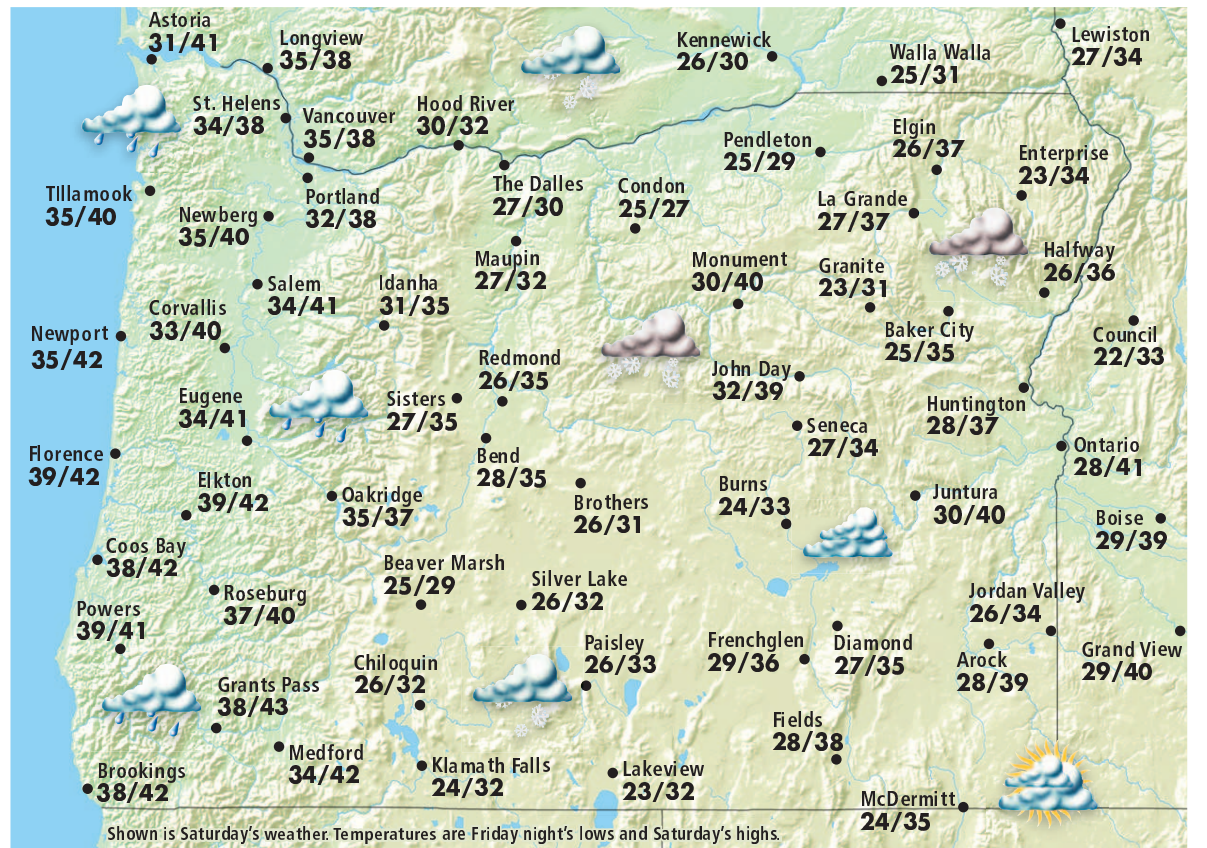 Astoria
31/41
Longview
35/38
Kennewick
26/30
Walla Walla
25/31
Lewiston
27/34
St. Helens
34/38
Vancouver
35/38
Hood River
30/32
Pendleton
25/29
Elgin
26/37
Enterprise
23/34
TIllamook
35/40
Newberg
35/40
Portland
32/38
The Dalles
27/30
Condon
25/27
La Grande
27/37
Maupin
27/32
Monument
30/40
Granite
23/31
Halfway
26/36
Salem
34/41
Idanha
31/35
Corvallis
33/40
Newport
35/42
Baker City
25/35
Council
22/33
Redmond
26/35
John Day
32/39
Eugene
34/41
Sisters
27/35
Huntington
28/37
Seneca
27/34
Florence
39/42
Bend
28/35
Ontario
28/41
Elkton
39/42
Oakridge
35/37
Brothers
26/31
Burns
24/33
Juntura
30/40
Boise
29/39
Coos Bay
38/42
Beaver Marsh
25/29
Silver Lake
26/32
Roseburg
37/40
Powers
39/41
Jordan Valley
26/34
Paisley
26/33
Frenchglen
29/36
Diamond
27/35
Arock
28/39
Grand View
29/40
Chiloquin
26/32
Grants Pass
38/43
Fields
28/38
Medford
34/42
Klamath Falls
24/32
Lakeview
23/32
Brookings
38/42
McDermitt
24/35
Shown is Saturday's weather. Temperatures are Friday night's lows and Saturday's highs.